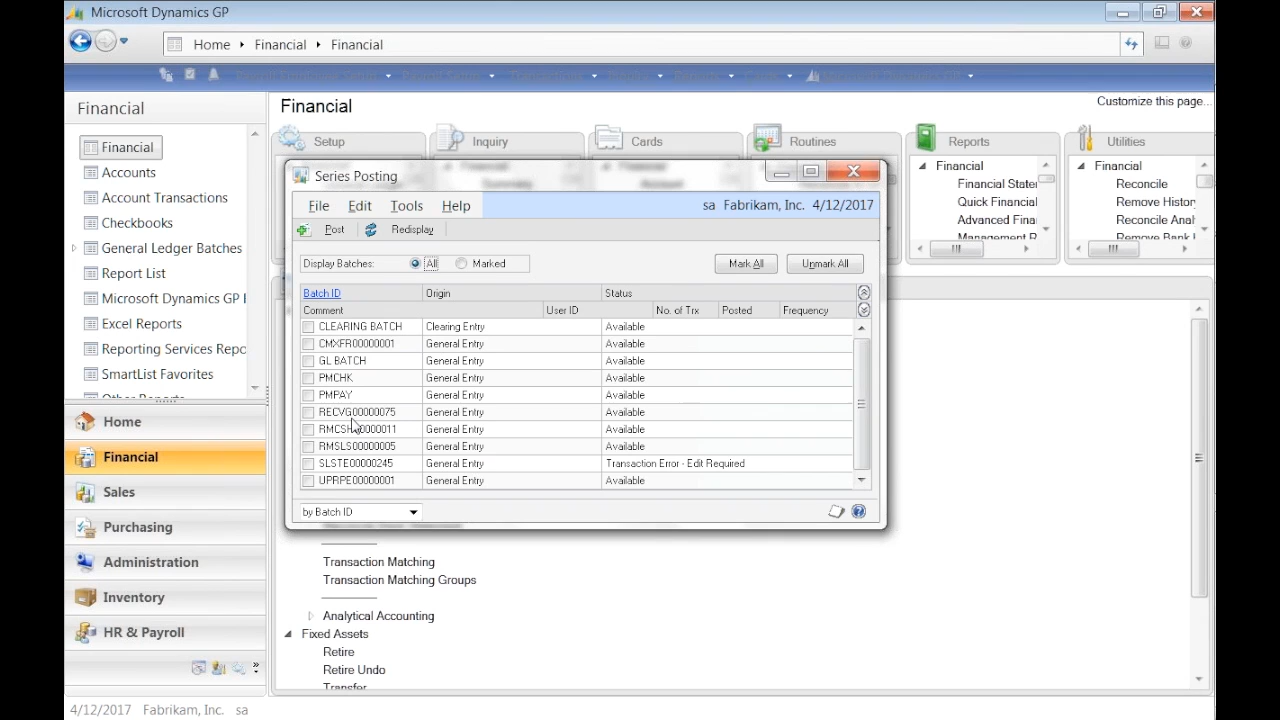 Microsoft Dynamics GP
Home Financial Financial
Financial
Financial
Accounts
Account Transactions
Checkbooks
General Ledger Batches
Report List
Microsoft Dynamics GP
Excel Reports
Reporting Services Repo
SmartList Favorites
Home
Financial
Sales
Purchasing
Administration
Inventory
HR & Payroll
4/12/2017 Fabrikam, Inc. sa
Financial
Customize this page...
Setup Inquiry Cards Routines Reports Utilities
Financial
Financial Stater
Quick Financial
Advanced Fina
Management R
Financial
Reconcile
Remove History
Reconcile Anal
Remove Bank H
Series Posting
File Edit Tools Help sa Fabrikam, Inc. 4/12/2017
Post Redisplay
Display Batches: All Marked Mark All Unmark All
Batch ID Origin Status
Comment User ID No. of Trx Posted Frequency
CLEARING BATCH Clearing Entry Available
CMXFR00000001 General Entry Available
GL BATCH General Entry Available
PMCHK General Entry Available
PMPAY General Entry Available
RECVG00000075 General Entry Available
RMCSH00000011 General Entry Available
RMSLS00000005 General Entry Available
SLSTE00000245 General Entry Transaction Error - Edit Required
UPRPE00000001 General Entry Available
by Batch ID
Transaction Matching
Transaction Matching Groups
Analytical Accounting
Fixed Assets
Retire
Retire Undo
Transfer